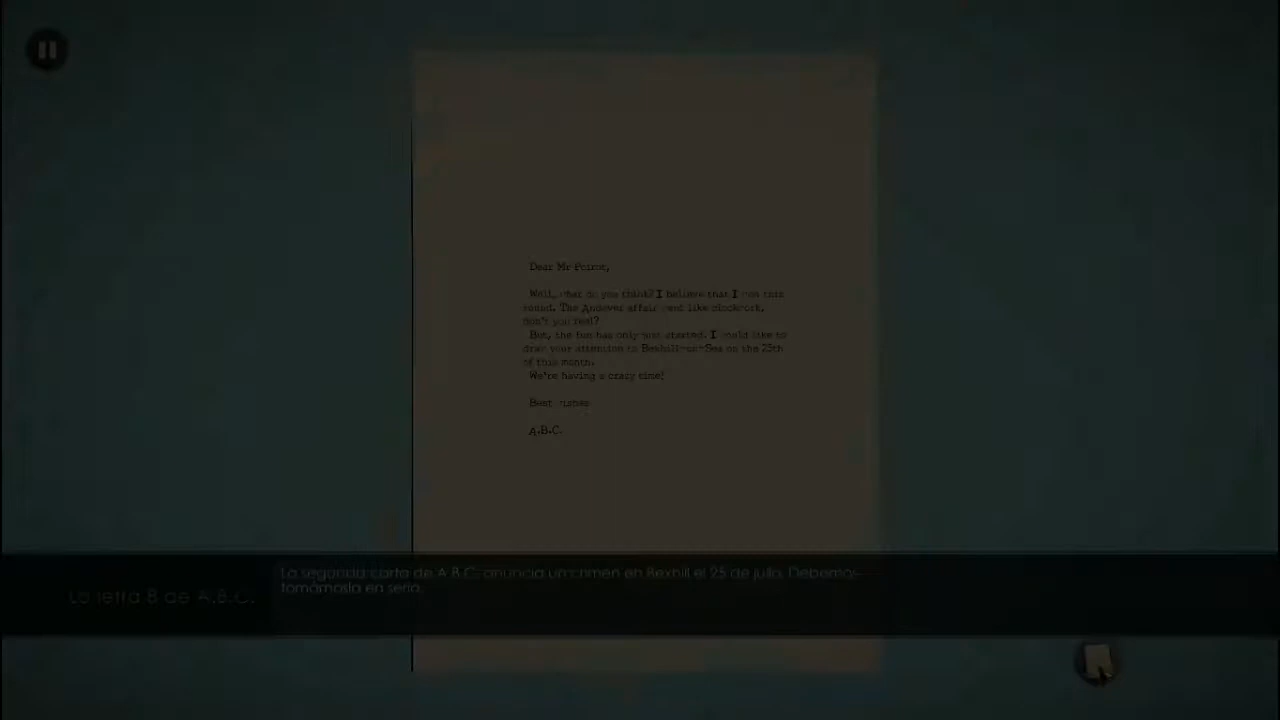 Dear Mr Poirot,
Well, what do you think? I believe that I won this
round. The Andover affair went like clockwork,
don't you feel?
But, the fun has only just started. I would like to
draw your attention to Bexhill-on-Sea on the 25th
of this month.
We're having a crazy time!
Best wishes
A.B.C.
La letra B de A.B.C.
La segunda carta de A.B.C. anuncia un crimen en Bexhill el 25 de julio. Debemos
tomárnosla en serio.